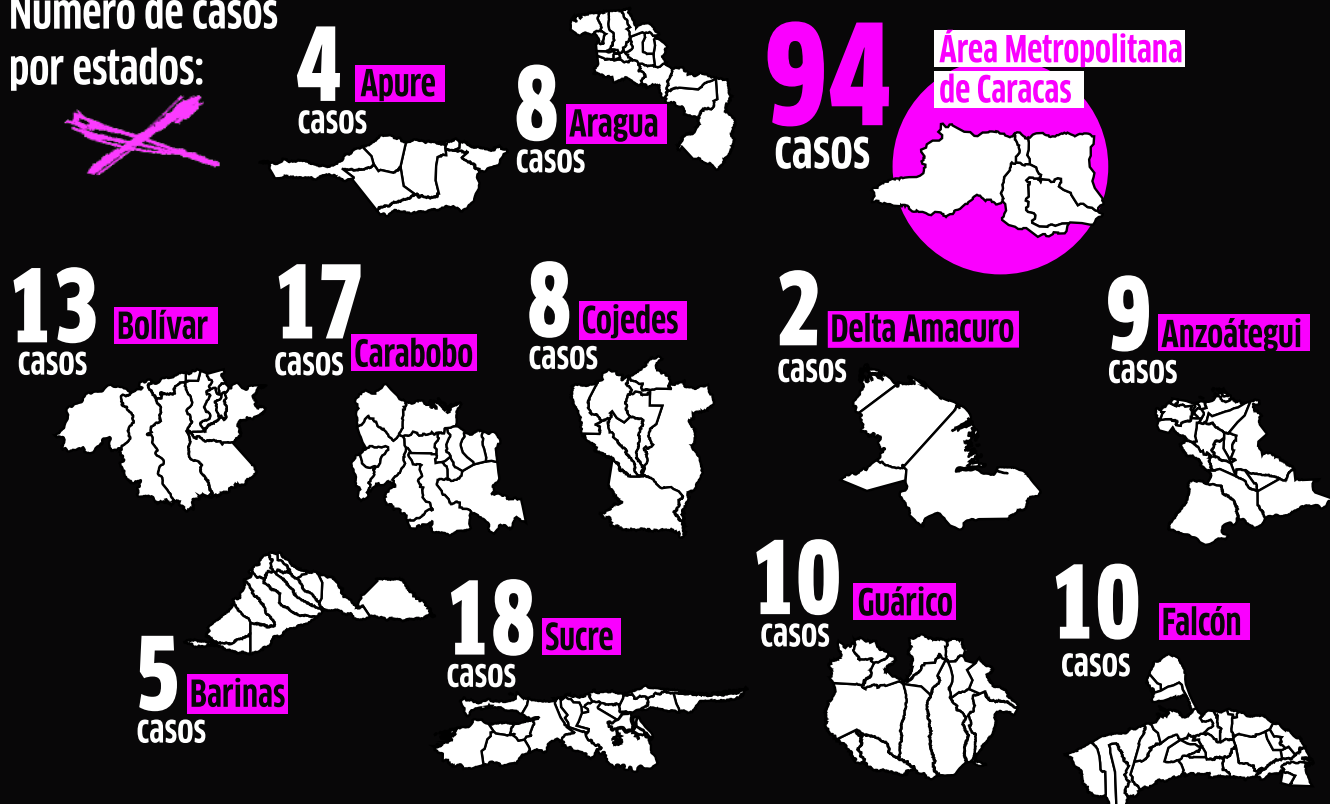 Número de casos
por estados:
4
casos
Apure
8
casos
Aragua
94
casos
Área Metropolitana
de Caracas
13
casos
Bolívar
17
casos
Carabobo
8
casos
Cojedes
2
casos
Delta Amacuro
9
casos
Anzoátegui
5
casos
Barinas
18
casos
Sucre
10
casos
Guárico
10
casos
Falcón